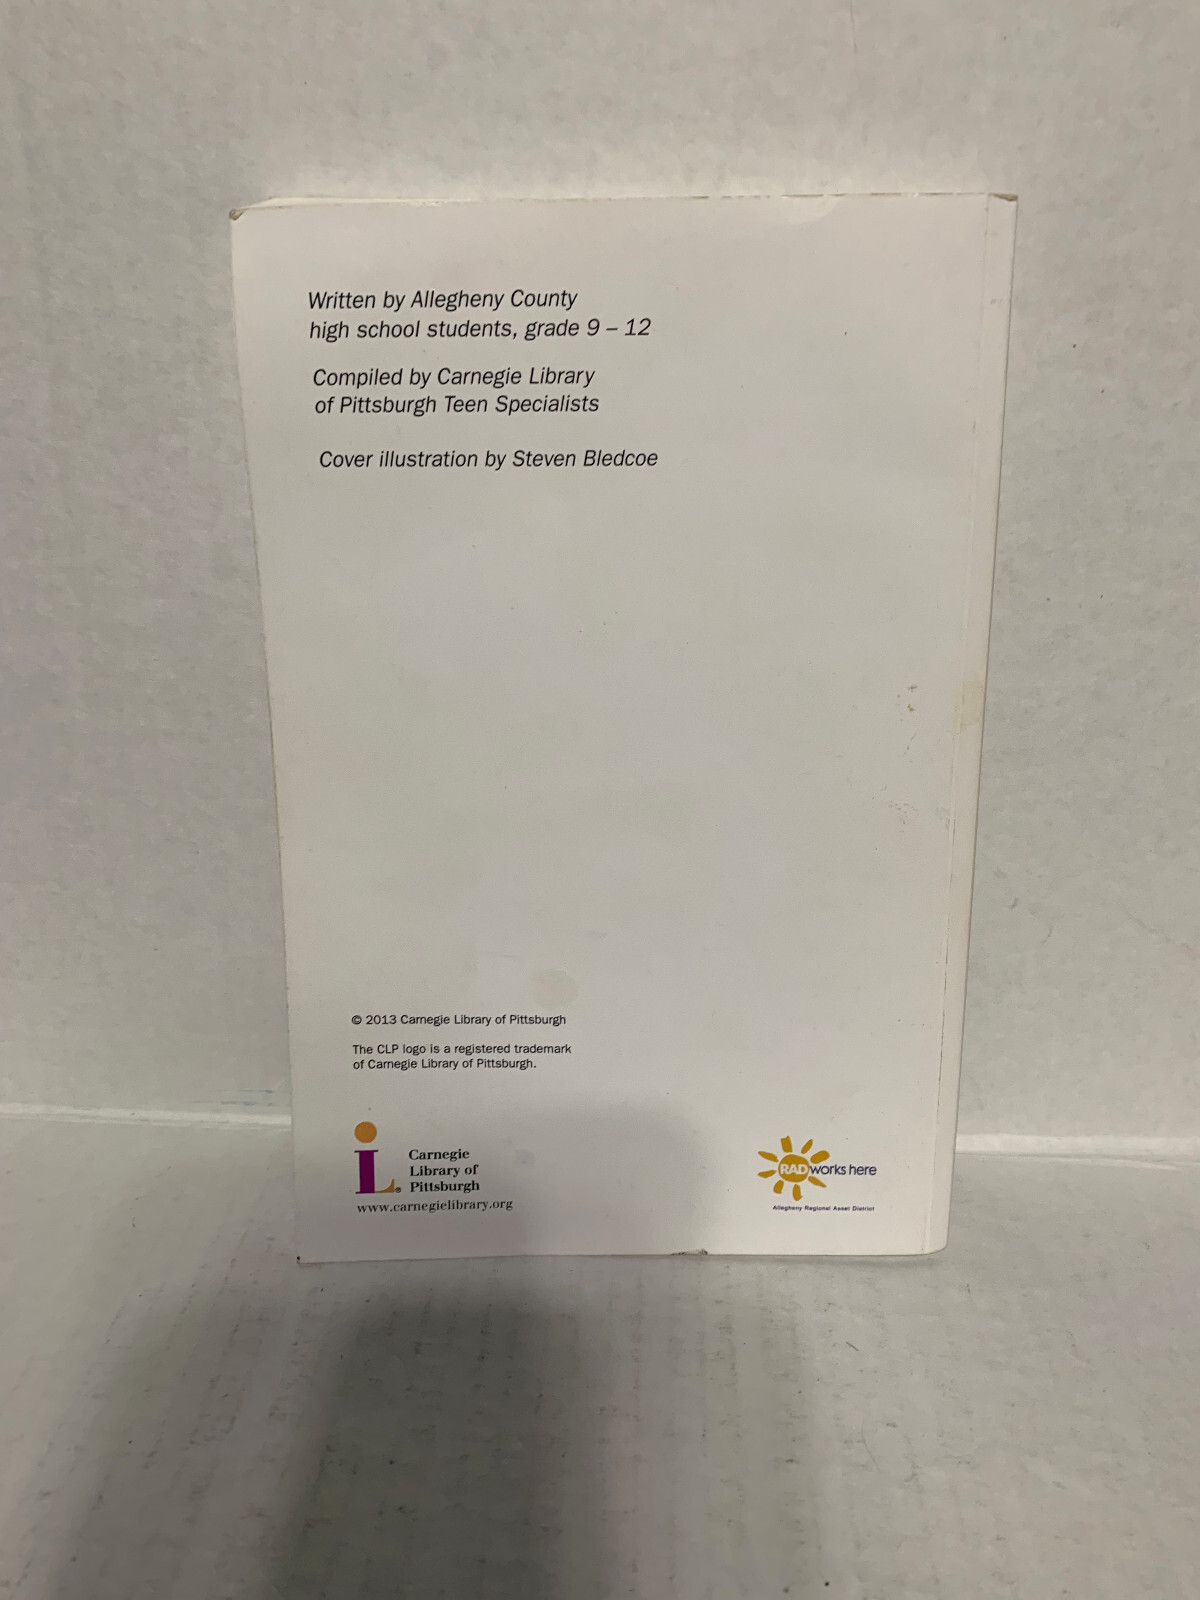 Written by Allegheny County
high school students, grade 9 – 12
Compiled by Carnegie Library
of Pittsburgh Teen Specialists
Cover illustration by Steven Bledcoe
© 2013 Carnegie Library of Pittsburgh
The CLP logo is a registered trademark
of Carnegie Library of Pittsburgh.
L®
Carnegie
Library of
Pittsburgh
www.carnegielibrary.org
RAD works here
Allegheny Regional Asset District